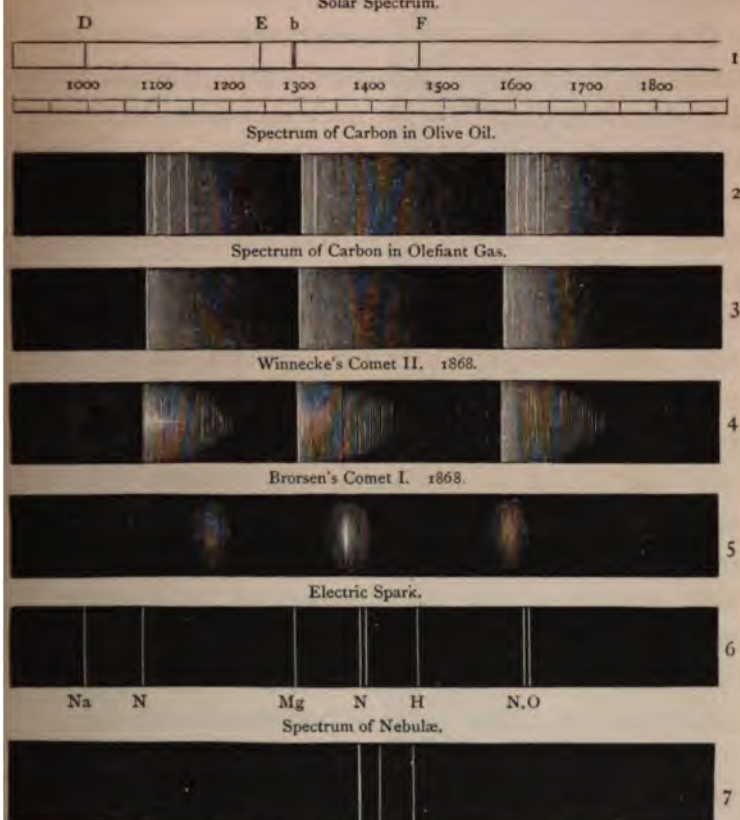 Solar Spectrum.
D E b F
1
1000 1100 1200 1300 1400 1500 1600 1700 1800
Spectrum of Carbon in Olive Oil.
2
Spectrum of Carbon in Olefiant Gas.
3
Winnecke's Comet II. 1868.
4
Brorsen's Comet I. 1868.
5
Electric Spark.
6
Na N Mg N H N.O
Spectrum of Nebulæ.
7